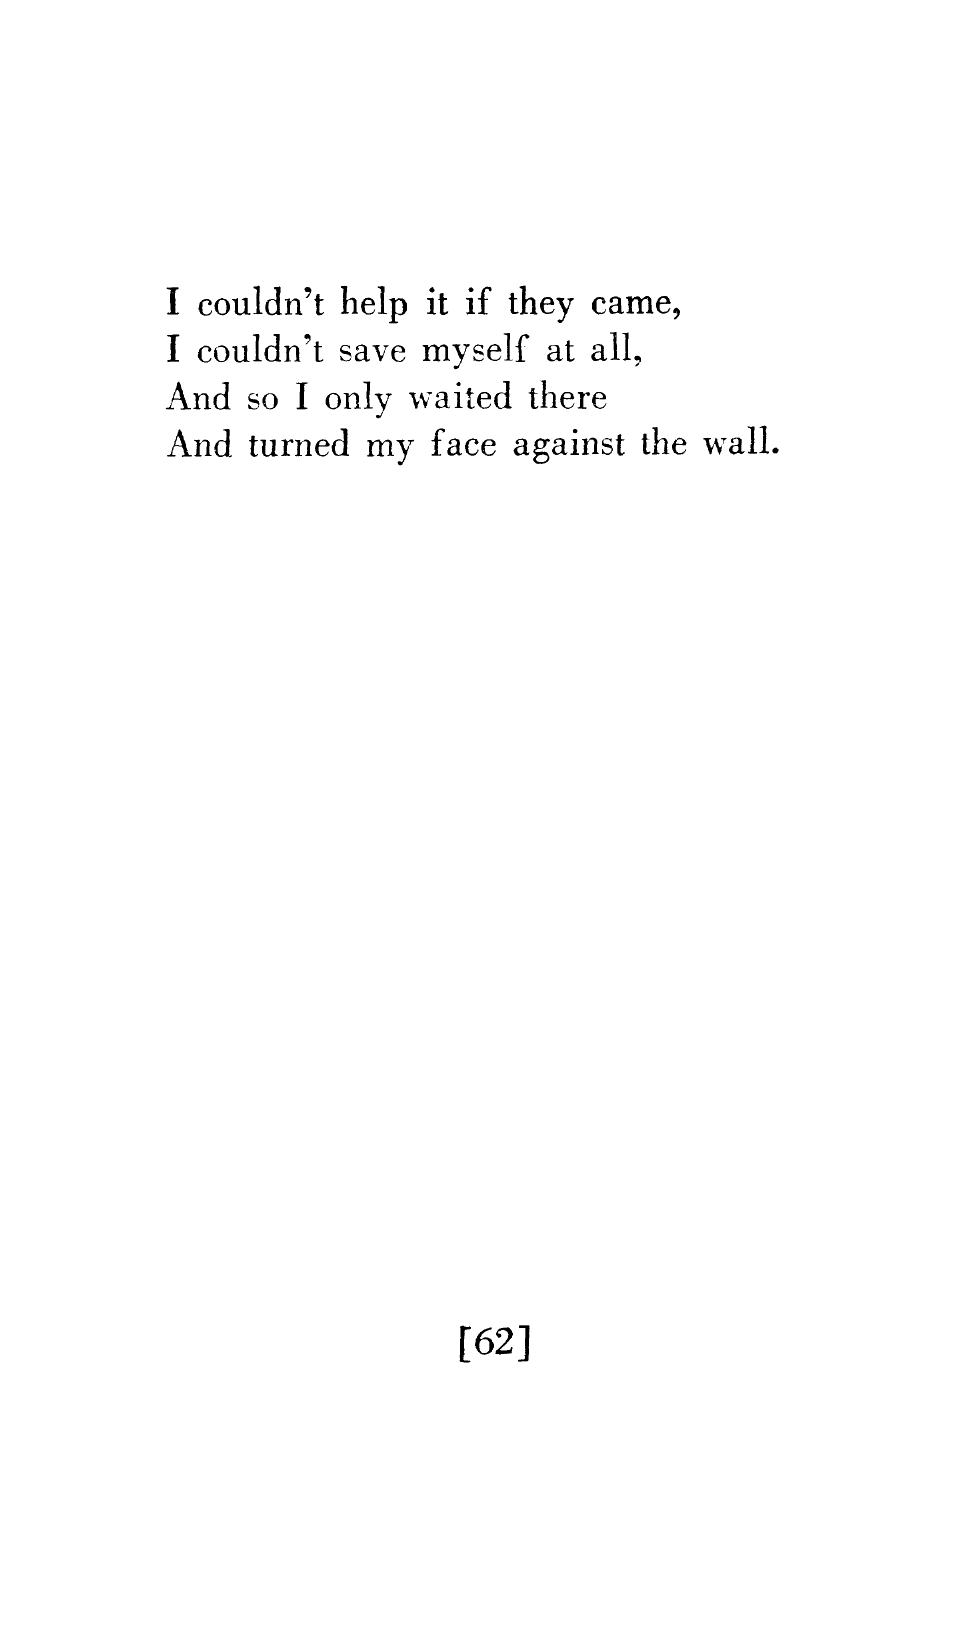 I couldn't help it if they came,
I couldn't save myself at all,
And so I only waited there
And turned my face against the wall.
[62]